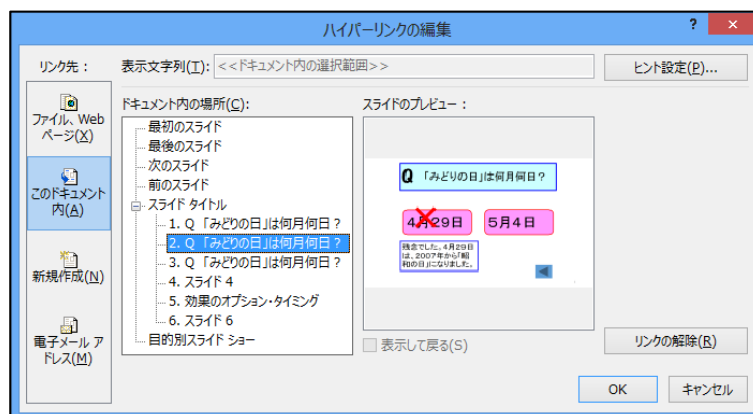 ハイパーリンクの編集
? ×
リンク先：
表示文字列(T): <<ドキュメント内の選択範囲>>
ヒント設定(P)...
ファイル、Web
ページ(X)
このドキュメント
内(A)
新規作成(N)
電子メール ア
ドレス(M)
ドキュメント内の場所(C):
最初のスライド
最後のスライド
次のスライド
前のスライド
スライド タイトル
1. Q 「みどりの日」は何月何日？
2. Q 「みどりの日」は何月何日？
3. Q 「みどりの日」は何月何日？
4. スライド 4
5. 効果のオプション・タイミング
6. スライド 6
目的別スライド ショー
スライドのプレビュー：
Q 「みどりの日」は何月何日？
4月29日 5月4日
残念でした。4月29日
は、2007年から「昭
和の日」になりました。
表示して戻る(S)
リンクの解除(R)
OK キャンセル